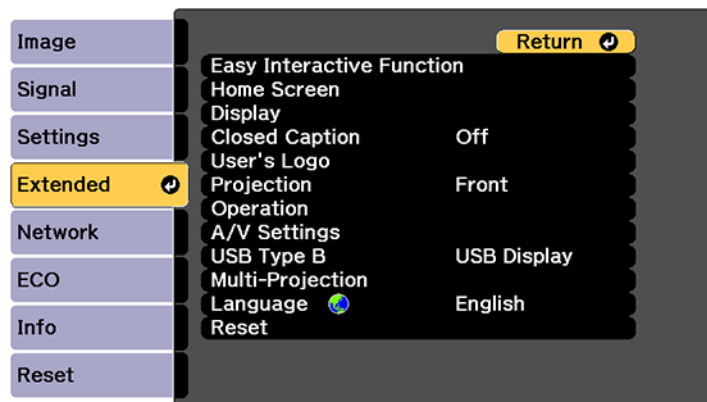 Image
Signal
Settings
Extended
Network
ECO
Info
Reset
Return
Easy Interactive Function
Home Screen
Display
Closed Caption Off
User's Logo
Projection Front
Operation
A/V Settings
USB Type B USB Display
Multi-Projection
Language English
Reset